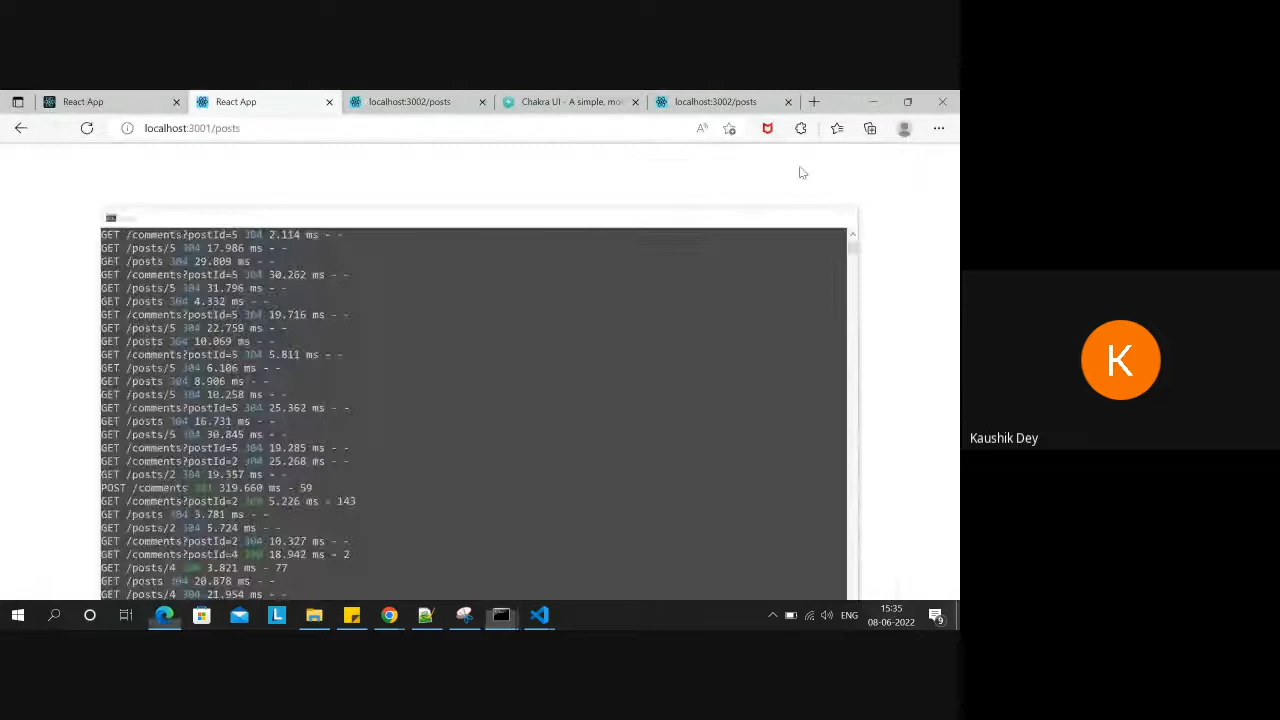 React App
React App
localhost:3002/posts
Chakra UI - A simple, mo
localhost:3002/posts
localhost:3001/posts
GET /comments?postId=5 304 2.114 ms - -
GET /posts/5 304 17.986 ms - -
GET /posts 304 29.809 ms - -
GET /comments?postId=5 304 30.262 ms - -
GET /posts/5 304 31.796 ms - -
GET /posts 304 4.332 ms - -
GET /comments?postId=5 304 19.716 ms - -
GET /posts/5 304 22.759 ms - -
GET /posts 304 10.069 ms - -
GET /comments?postId=5 304 5.811 ms - -
GET /posts/5 304 6.106 ms - -
GET /posts 304 8.906 ms - -
GET /posts/5 304 10.258 ms - -
GET /comments?postId=5 304 25.362 ms - -
GET /posts 304 16.731 ms - -
GET /posts/5 304 30.845 ms - -
GET /comments?postId=5 304 19.285 ms - -
GET /comments?postId=2 304 25.268 ms - -
GET /posts/2 304 19.357 ms - -
POST /comments 319.660 ms - 59
GET /comments?postId=2 5.226 ms - 143
GET /posts 304 3.781 ms - -
GET /posts/2 304 5.724 ms - -
GET /comments?postId=2 304 10.327 ms - -
GET /comments?postId=4 18.942 ms - 2
GET /posts/4 3.821 ms - 77
GET /posts 304 20.878 ms - -
GET /posts/4 304 21.954 ms - -
K
Kaushik Dey
ENG
15:35
08-06-2022
9